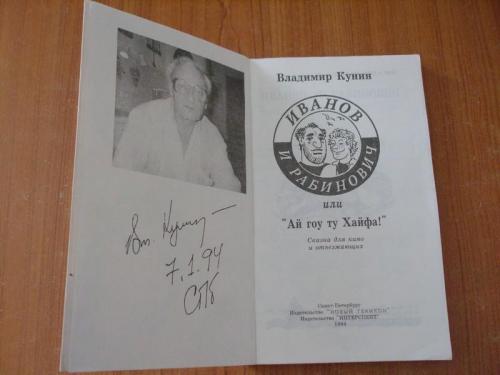 Вл. Кунин
7.1.94
СПб
Владимир Кунин
ИВАНОВ
И РАБИНОВИЧ
или
"Ай гоу ту Хайфа!"
Сказка для кино
и отъезжающих
Санкт-Петербург
Издательство "НОВЫЙ ГЕЛИКОН"
Издательство "ИНТЕРСПЕКТ"
1994